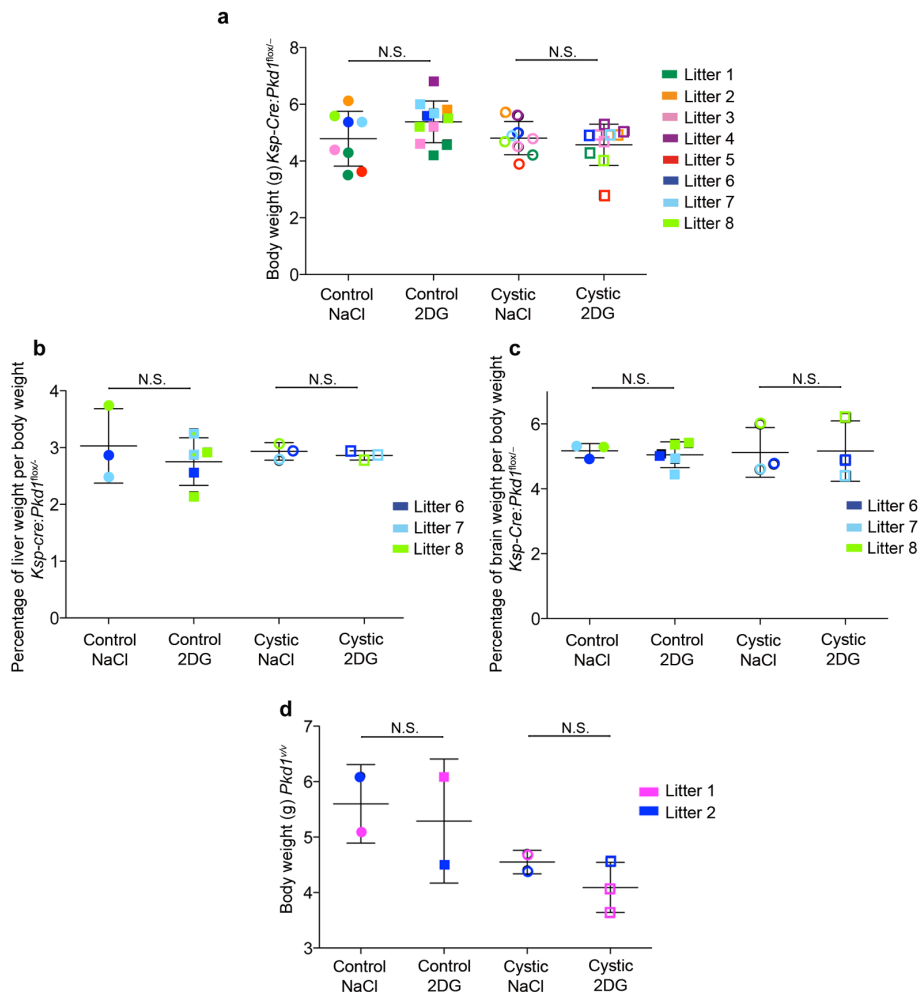 a
Body weight (g) Ksp-Cre:Pkd1flox/–
8
6
4
2
0
N.S.
N.S.
Control
NaCl
Control
2DG
Cystic
NaCl
Cystic
2DG
Litter 1
Litter 2
Litter 3
Litter 4
Litter 5
Litter 6
Litter 7
Litter 8
b
Percentage of liver weight per body weight
Ksp-cre:Pkd1flox/-
4
3
2
1
0
N.S.
N.S.
Control
NaCl
Control
2DG
Cystic
NaCl
Cystic
2DG
Litter 6
Litter 7
Litter 8
c
Percentage of brain weight per body weight
Ksp-Cre:Pkd1flox/–
6
4
2
0
N.S.
N.S.
Control
NaCl
Control
2DG
Cystic
NaCl
Cystic
2DG
Litter 6
Litter 7
Litter 8
d
Body weight (g) Pkd1v/v
7
6
5
4
3
N.S.
N.S.
Control
NaCl
Control
2DG
Cystic
NaCl
Cystic
2DG
Litter 1
Litter 2